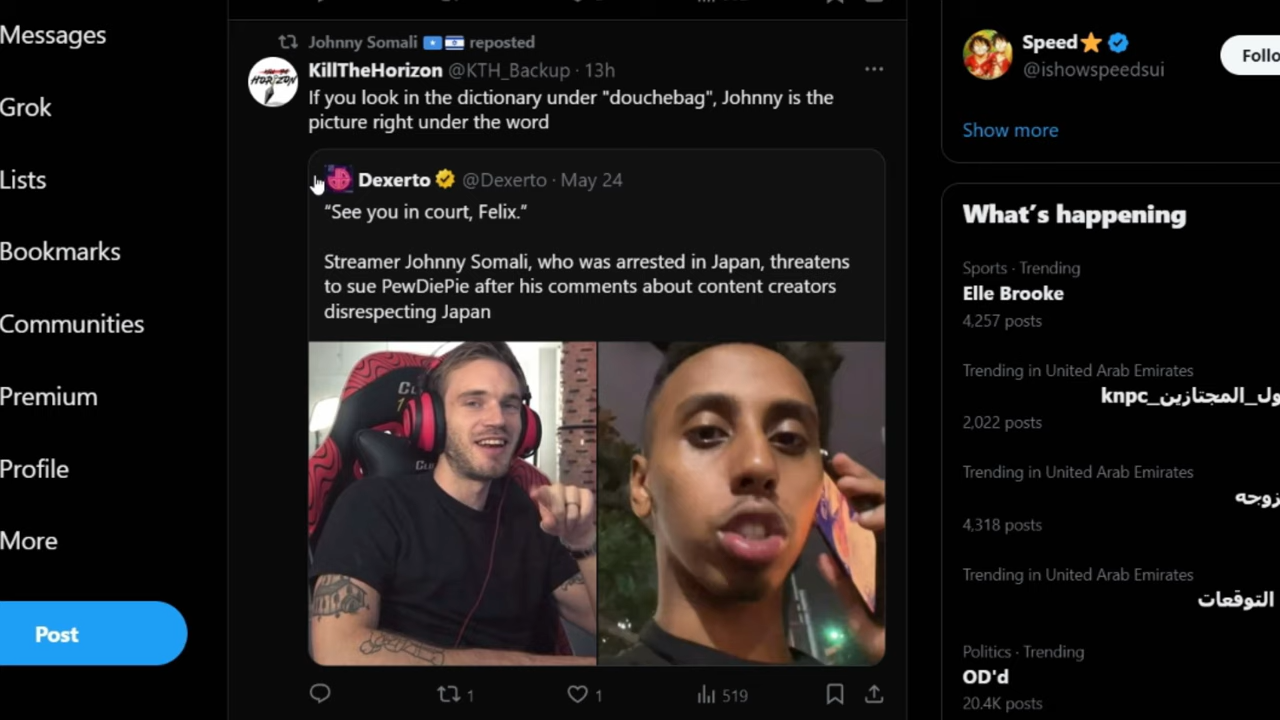 Messages
Grok
Lists
Bookmarks
Communities
Premium
Profile
More
Post
Johnny Somali reposted
HORIZON
KillTheHorizon @KTH_Backup · 13h
If you look in the dictionary under "douchebag", Johnny is the
picture right under the word
Dexerto @Dexerto · May 24
“See you in court, Felix.”
Streamer Johnny Somali, who was arrested in Japan, threatens
to sue PewDiePie after his comments about content creators
disrespecting Japan
1
1
519
Speed
@ishowspeedsui
Follo
Show more
What’s happening
Sports · Trending
Elle Brooke
4,257 posts
Trending in United Arab Emirates
ول_المجتازين_knpc
2,022 posts
Trending in United Arab Emirates
زوجه
4,318 posts
Trending in United Arab Emirates
التوقعات
Politics · Trending
OD'd
20.4K posts